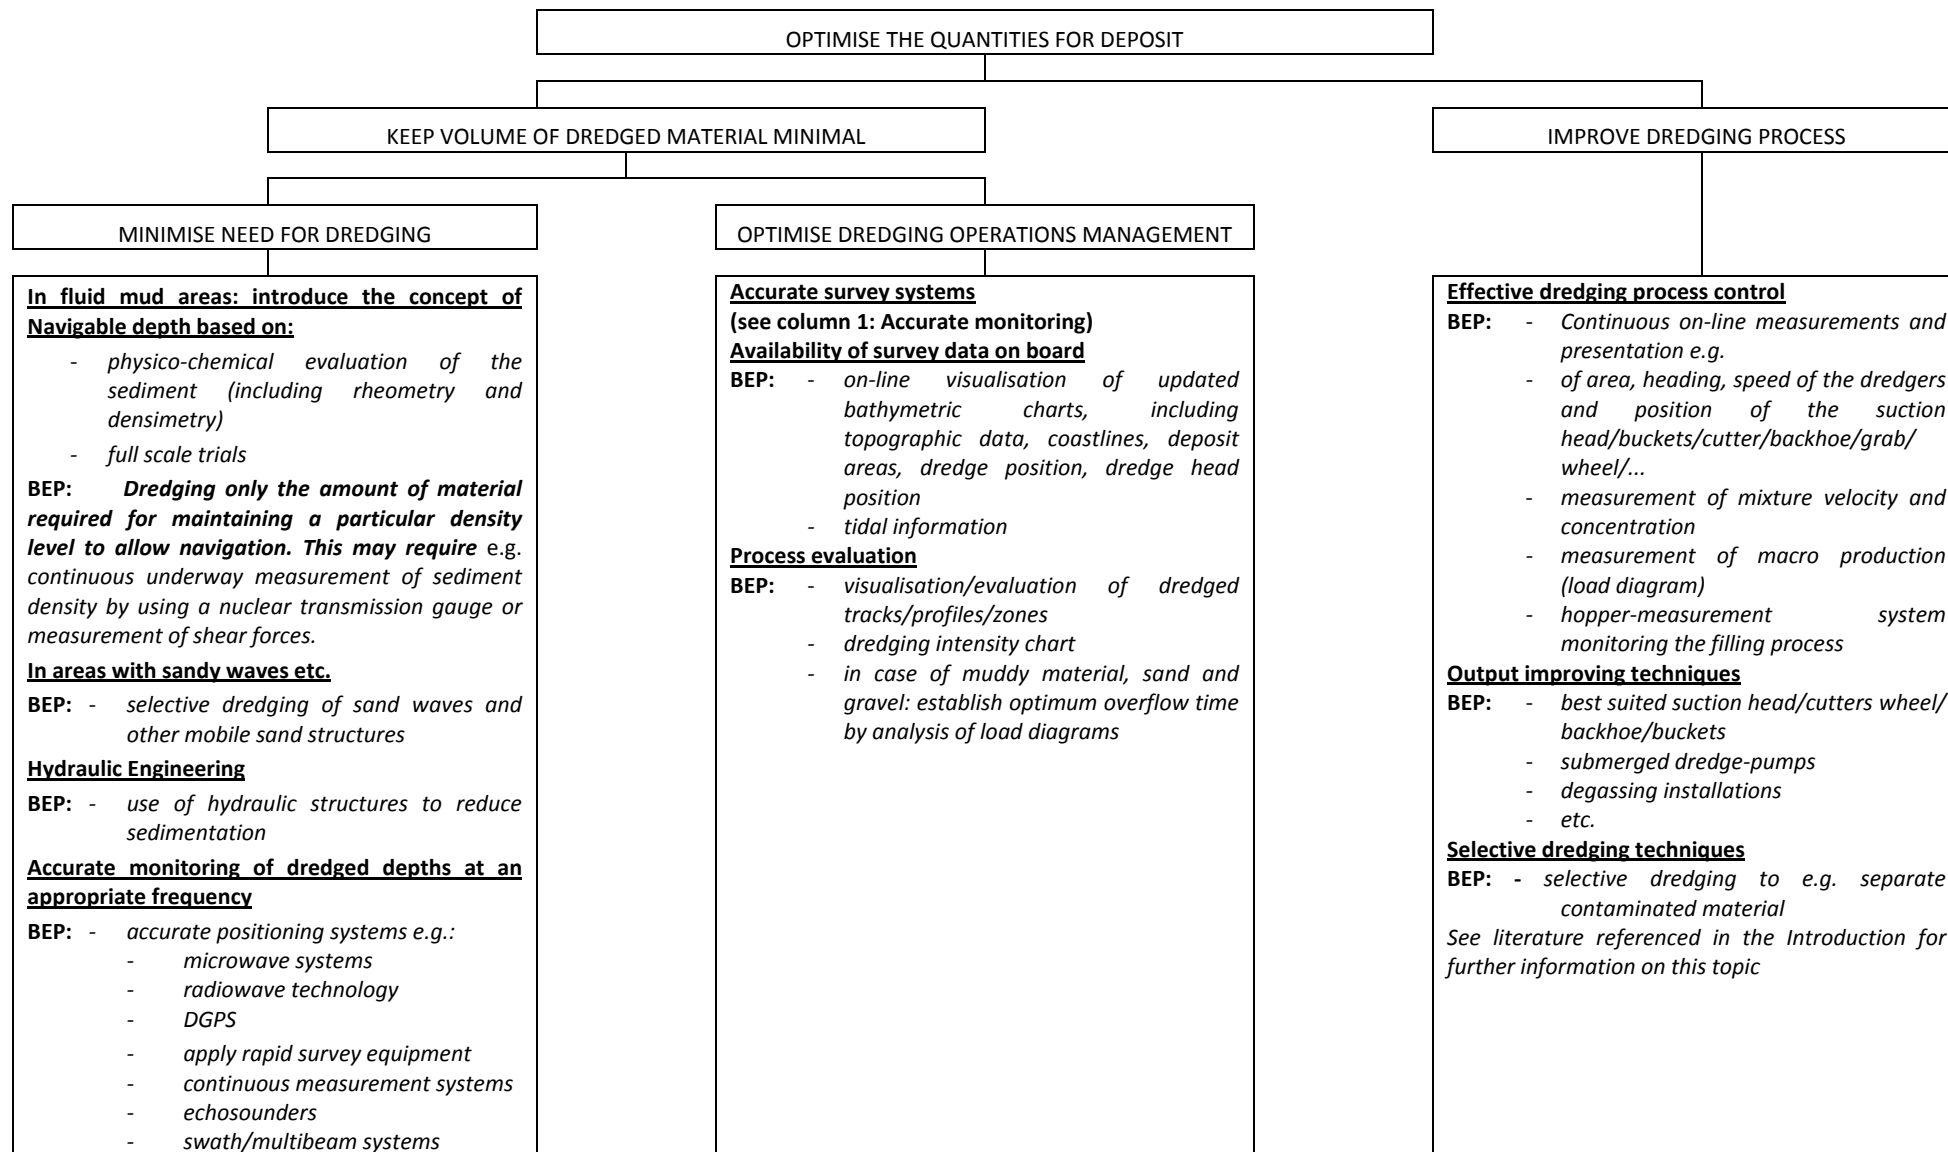 OPTIMISE THE QUANTITIES FOR DEPOSIT
KEEP VOLUME OF DREDGED MATERIAL MINIMAL
IMPROVE DREDGING PROCESS
MINIMISE NEED FOR DREDGING
OPTIMISE DREDGING OPERATIONS MANAGEMENT
In fluid mud areas: introduce the concept of
Navigable depth based on:
- physico-chemical evaluation of the
sediment (including rheometry and
densimetry)
- full scale trials
BEP: Dredging only the amount of material
required for maintaining a particular density
level to allow navigation. This may require e.g.
continuous underway measurement of sediment
density by using a nuclear transmission gauge or
measurement of shear forces.
In areas with sandy waves etc.
BEP: - selective dredging of sand waves and
other mobile sand structures
Hydraulic Engineering
BEP: - use of hydraulic structures to reduce
sedimentation
Accurate monitoring of dredged depths at an
appropriate frequency
BEP: - accurate positioning systems e.g.:
- microwave systems
- radiowave technology
- DGPS
- apply rapid survey equipment
- continuous measurement systems
- echosounders
- swath/multibeam systems
Accurate survey systems
(see column 1: Accurate monitoring)
Availability of survey data on board
BEP: - on-line visualisation of updated
bathymetric charts, including
topographic data, coastlines, deposit
areas, dredge position, dredge head
position
- tidal information
Process evaluation
BEP: - visualisation/evaluation of dredged
tracks/profiles/zones
- dredging intensity chart
- in case of muddy material, sand and
gravel: establish optimum overflow time
by analysis of load diagrams
Effective dredging process control
BEP: - Continuous on-line measurements and
presentation e.g.
- of area, heading, speed of the dredgers
and position of the suction
head/buckets/cutter/backhoe/grab/
wheel/...
- measurement of mixture velocity and
concentration
- measurement of macro production
(load diagram)
- hopper-measurement system
monitoring the filling process
Output improving techniques
BEP: - best suited suction head/cutters wheel/
backhoe/buckets
- submerged dredge-pumps
- degassing installations
- etc.
Selective dredging techniques
BEP: - selective dredging to e.g. separate
contaminated material
See literature referenced in the Introduction for
further information on this topic